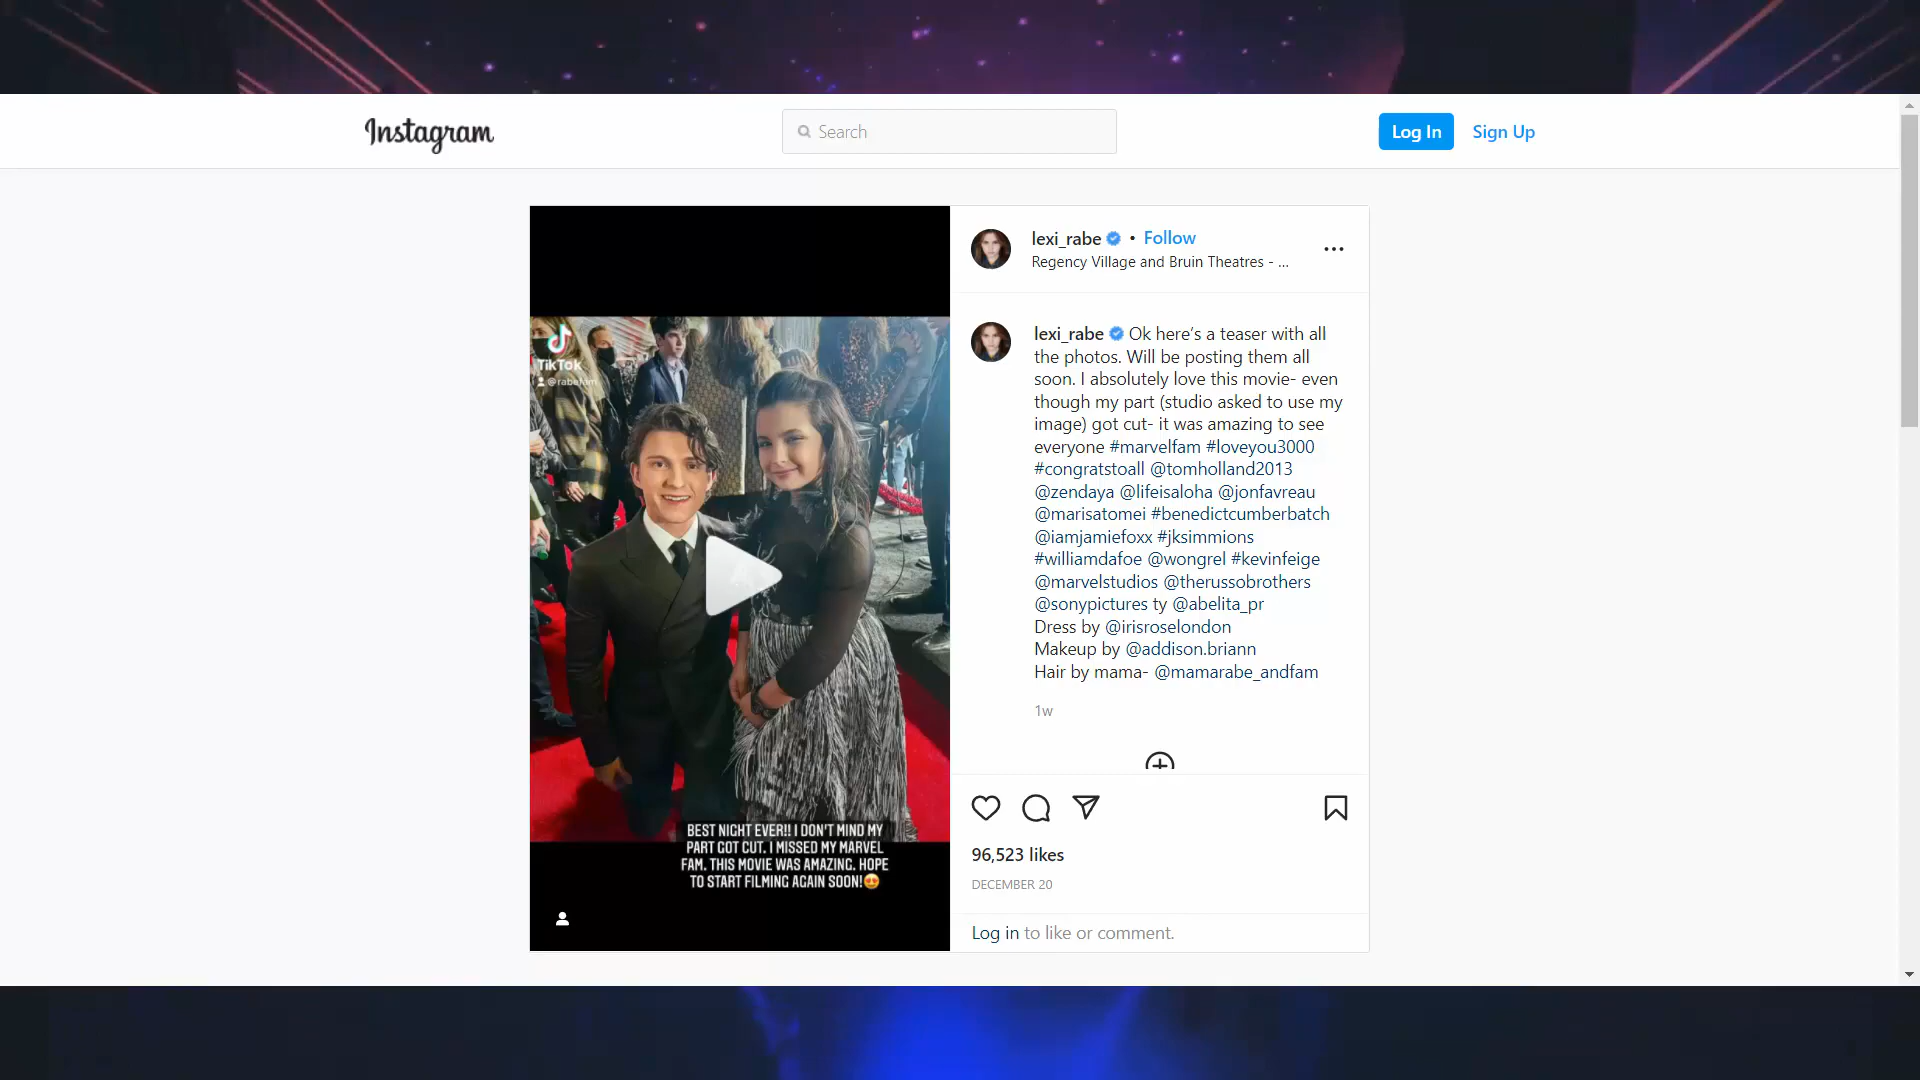 Instagram
Search
Log In
Sign Up
lexi_rabe • Follow
Regency Village and Bruin Theatres - ...
TikTok
@rabefam
lexi_rabe Ok here's a teaser with all
the photos. Will be posting them all
soon. I absolutely love this movie- even
though my part (studio asked to use my
image) got cut- it was amazing to see
everyone #marvelfam #loveyou3000
#congratstoall @tomholland2013
@zendaya @lifeisaloha @jonfavreau
@marisatomei #benedictcumberbatch
@iamjamiefoxx #jksimmions
#williamdafoe @wongrel #kevinfeige
@marvelstudios @therussobrothers
@sonypictures ty @abelita_pr
Dress by @irisroselondon
Makeup by @addison.briann
Hair by mama- @mamarabe_andfam
1w
BEST NIGHT EVER!! I DON'T MIND MY
PART GOT CUT. I MISSED MY MARVEL
FAM. THIS MOVIE WAS AMAZING. HOPE
TO START FILMING AGAIN SOON!😍
96,523 likes
DECEMBER 20
Log in to like or comment.